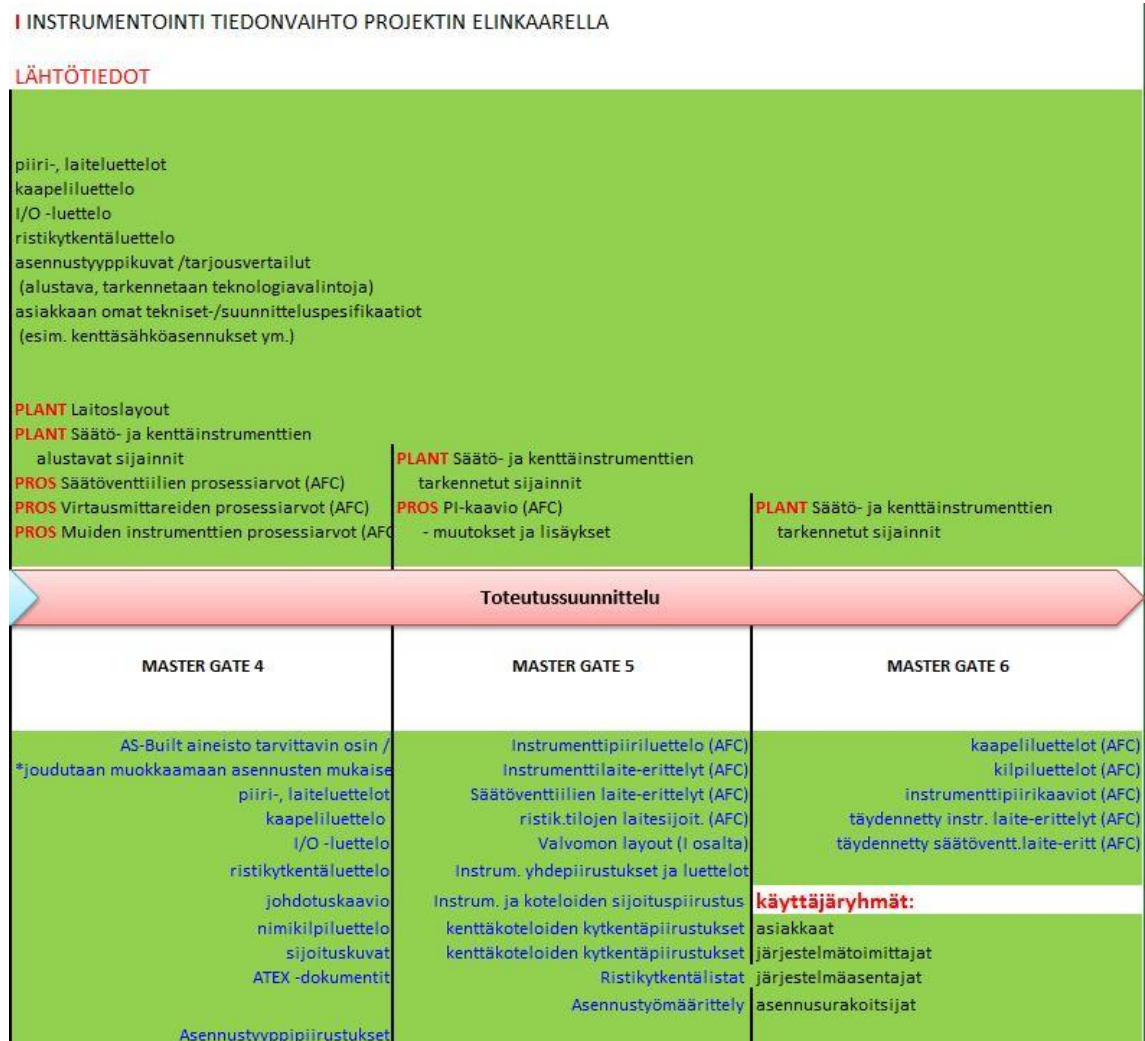 I INSTRUMENTOINTI TIEDONVAIHTO PROJEKTIN ELINKAARELLA
LÄHTÖTIEDOT
piiri-, laiteluettelot
kaapeliluettelo
I/O -luettelo
ristikytkentäluettelo
asennustyyppikuvat /tarjousvertailut
(alustava, tarkennetaan teknologiavalintoja)
asiakkaan omat tekniset-/suunnitteluspesifikaatiot
(esim. kenttäsähköasennukset ym.)
PLANT Laitoslayout
PLANT Säätö- ja kenttäinstrumenttien
alustavat sijainnit
PROS Säätöventtiilien prosessiarvot (AFC)
PROS Virtausmittareiden prosessiarvot (AFC)
PROS Muiden instrumenttien prosessiarvot (AFC
PLANT Säätö- ja kenttäinstrumenttien
tarkennetut sijainnit
PROS PI-kaavio (AFC)
- muutokset ja lisäykset
PLANT Säätö- ja kenttäinstrumenttien
tarkennetut sijainnit
Toteutussuunnittelu
MASTER GATE 4
AS-Built aineisto tarvittavin osin /
*joudutaan muokkaamaan asennusten mukaise
piiri-, laiteluettelot
kaapeliluettelo
I/O -luettelo
ristikytkentäluettelo
johdotuskaavio
nimikilpiluettelo
sijoituskuvat
ATEX -dokumentit
Asennustyyppipiirustukset
MASTER GATE 5
Instrumenttipiiriluettelo (AFC)
Instrumenttilaite-erittelyt (AFC)
Säätöventtiilien laite-erittelyt (AFC)
ristik.tilojen laitesijoit. (AFC)
Valvomon layout (I osalta)
Instrum. yhdepiirustukset ja luettelot
Instrum. ja koteloiden sijoituspiirustus
kenttäkoteloiden kytkentäpiirustukset
kenttäkoteloiden kytkentäpiirustukset
Ristikytkentälistat
Asennustyömäärittely
MASTER GATE 6
kaapeliluettelot (AFC)
kilpiluettelot (AFC)
instrumenttipiirikaaviot (AFC)
täydennetty instr. laite-erittelyt (AFC)
täydennetty säätövent.laite-eritt (AFC)
käyttäjäryhmät:
asiakkaat
järjestelmätoimittajat
järjestelmäasentajat
asennusurakoitsijat